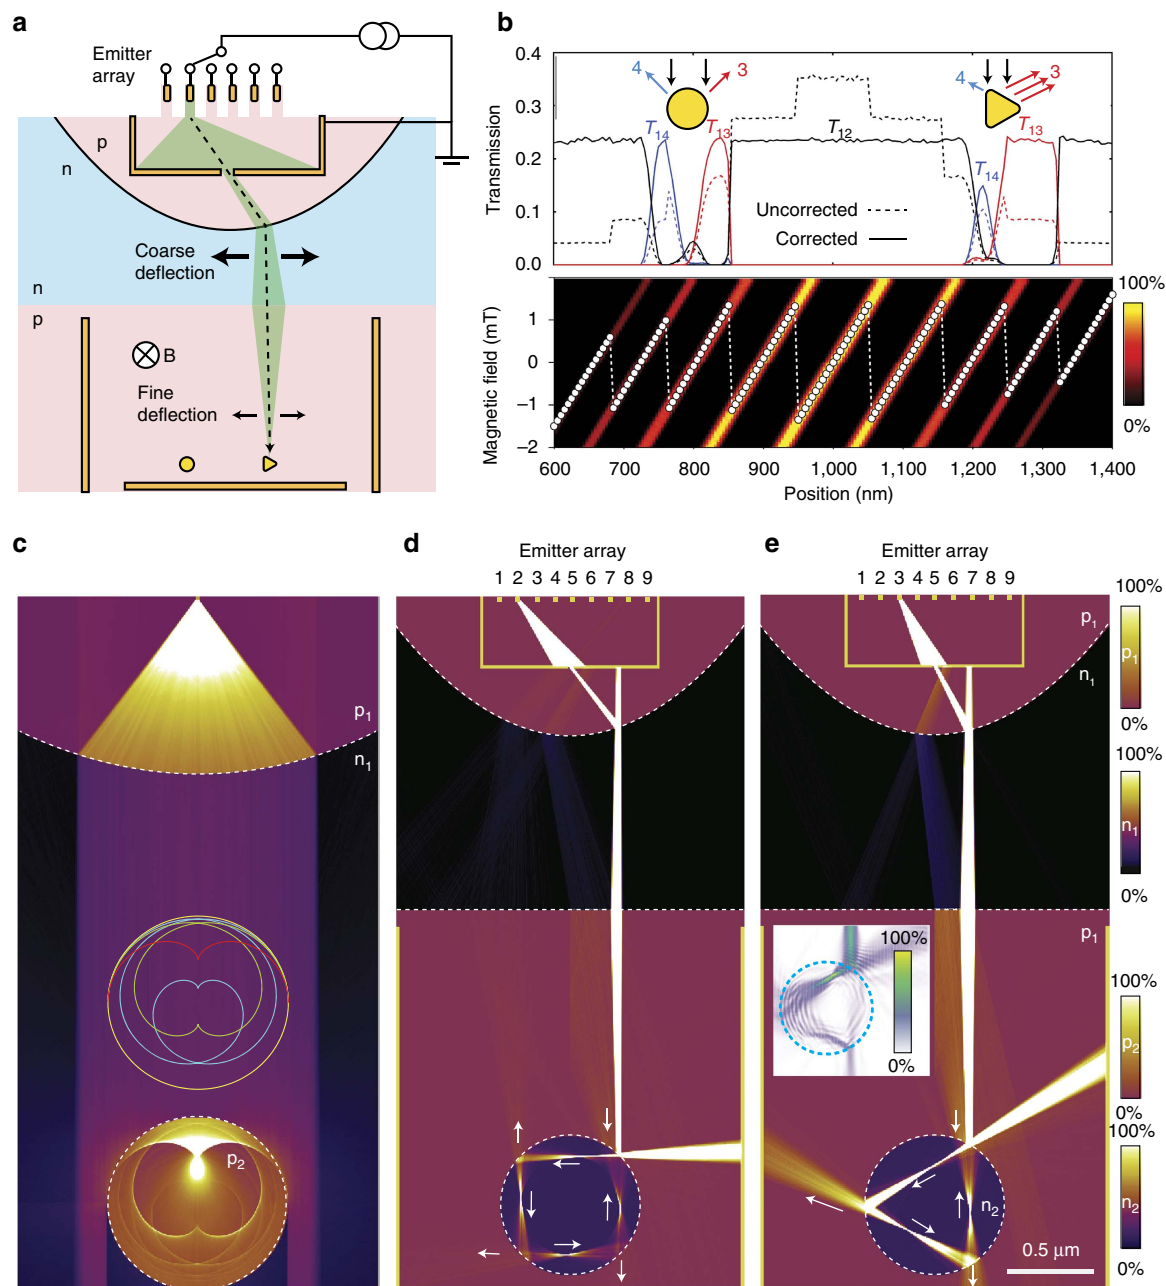 a
Emitter
array
p
n
Coarse
deflection
n
p
B
Fine
deflection
b
Transmission
0.4
0.3
0.2
0.1
0.0
4
3
T14
T13
T12
4
3
T13
T14
Uncorrected
Corrected
Magnetic field (mT)
1
0
–1
–2
600
700
800
900
1,000
1,100
1,200
1,300
1,400
Position (nm)
100%
0%
c
p1
n1
p2
d
Emitter array
1 2 3 4 5 6 7 8 9
e
Emitter array
1 2 3 4 5 6 7 8 9
p1
n1
p1
100%
0%
n2
0.5 μm
100%
p1
0%
100%
n1
0%
100%
p2
0%
100%
n2
0%